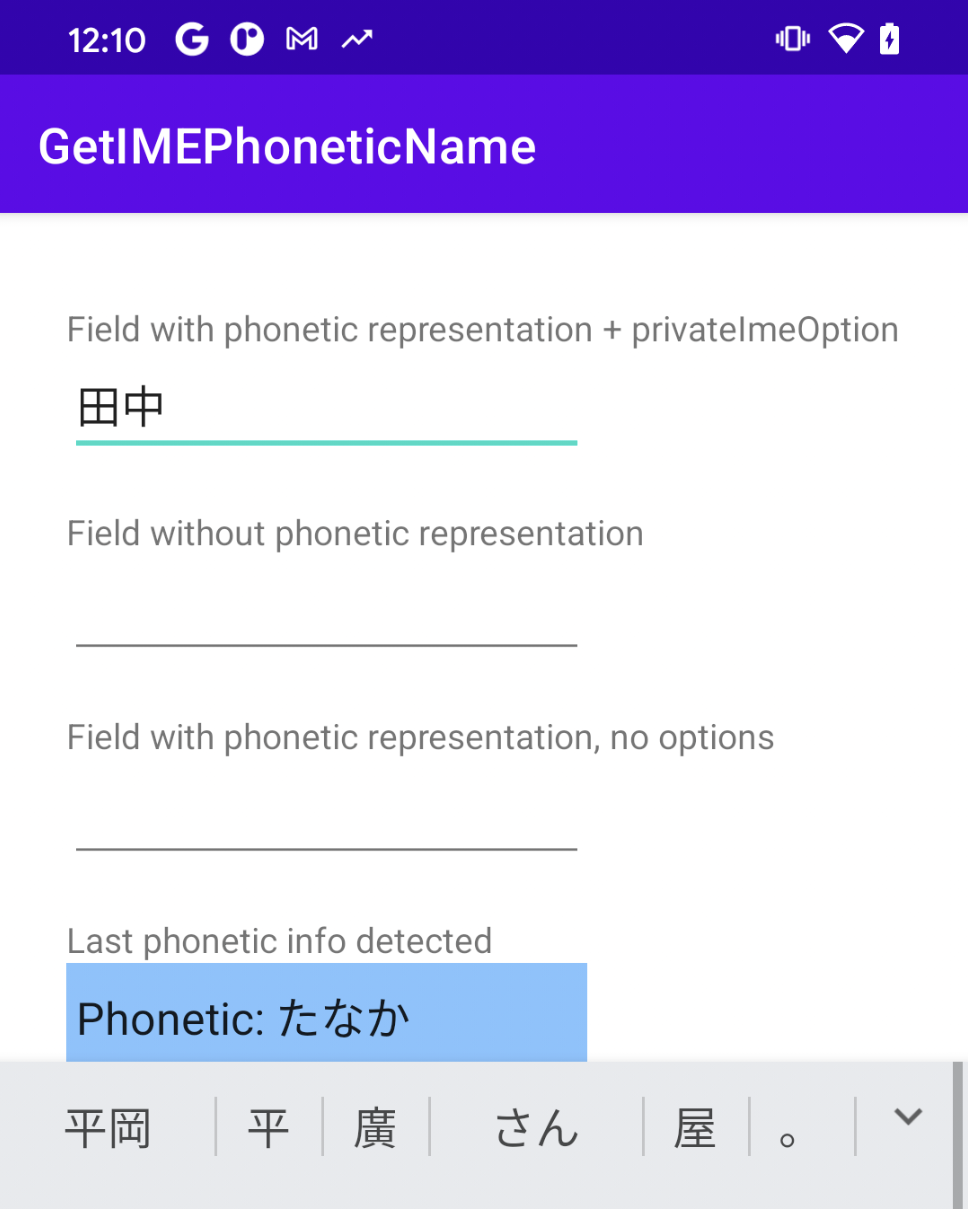 12:10
GetIMEPhoneticName
Field with phonetic representation + privateImeOption
田中
Field without phonetic representation
Field with phonetic representation, no options
Last phonetic info detected
Phonetic: たなか
平岡 平 廣 さん 屋 。